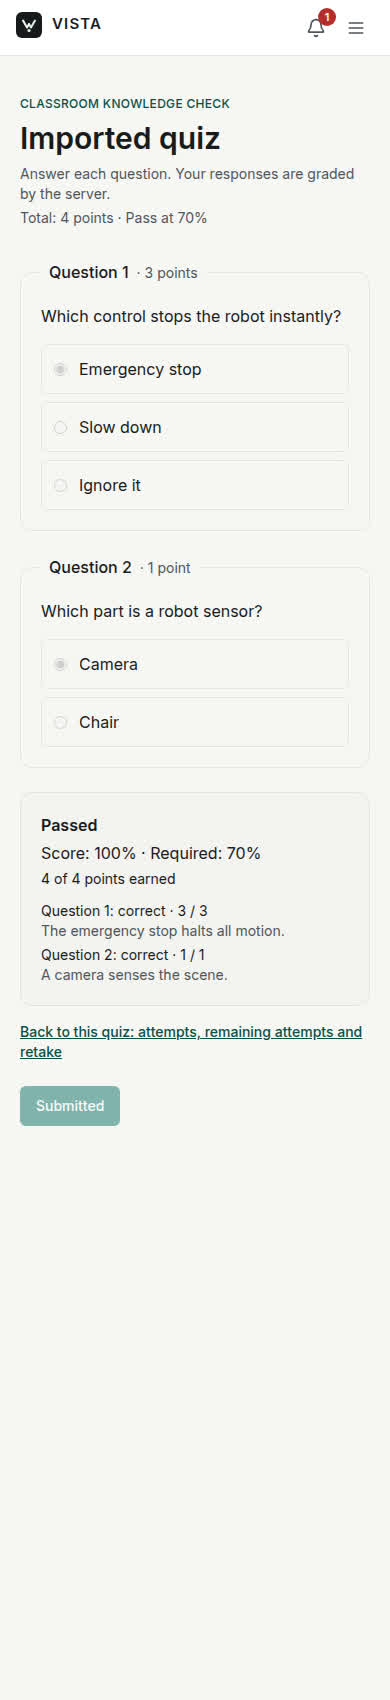 VISTA
1
CLASSROOM KNOWLEDGE CHECK
Imported quiz
Answer each question. Your responses are graded
by the server.
Total: 4 points · Pass at 70%
Question 1 · 3 points
Which control stops the robot instantly?
Emergency stop
Slow down
Ignore it
Question 2 · 1 point
Which part is a robot sensor?
Camera
Chair
Passed
Score: 100% · Required: 70%
4 of 4 points earned
Question 1: correct · 3 / 3
The emergency stop halts all motion.
Question 2: correct · 1 / 1
A camera senses the scene.
Back to this quiz: attempts, remaining attempts and
retake
Submitted